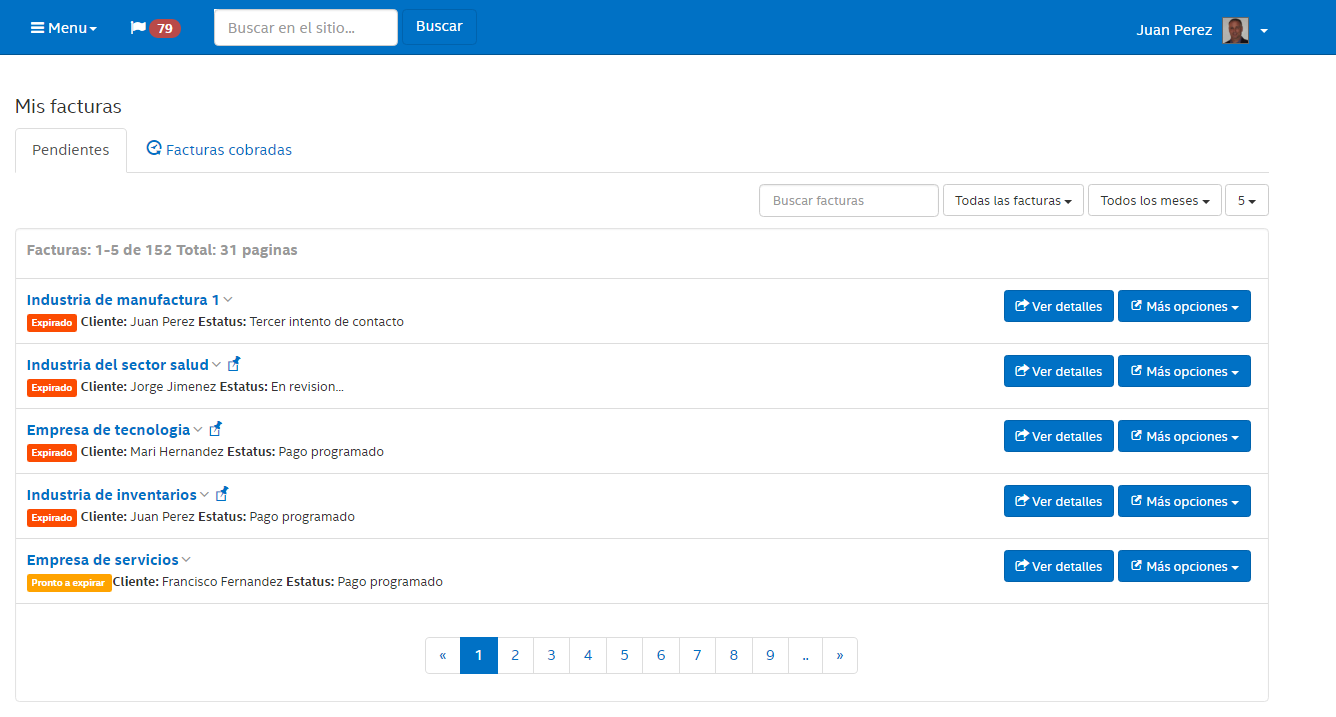 Menu 79 Buscar en el sitio... Buscar Juan Perez
Mis facturas
Pendientes Facturas cobradas
Buscar facturas Todas las facturas Todos los meses 5
Facturas: 1-5 de 152 Total: 31 paginas
Industria de manufactura 1
Expirado Cliente: Juan Perez Estatus: Tercer intento de contacto
Ver detalles Más opciones
Industria del sector salud
Expirado Cliente: Jorge Jimenez Estatus: En revision...
Ver detalles Más opciones
Empresa de tecnologia
Expirado Cliente: Mari Hernandez Estatus: Pago programado
Ver detalles Más opciones
Industria de inventarios
Expirado Cliente: Juan Perez Estatus: Pago programado
Ver detalles Más opciones
Empresa de servicios
Pronto a expirar Cliente: Francisco Fernandez Estatus: Pago programado
Ver detalles Más opciones
« 1 2 3 4 5 6 7 8 9 .. »